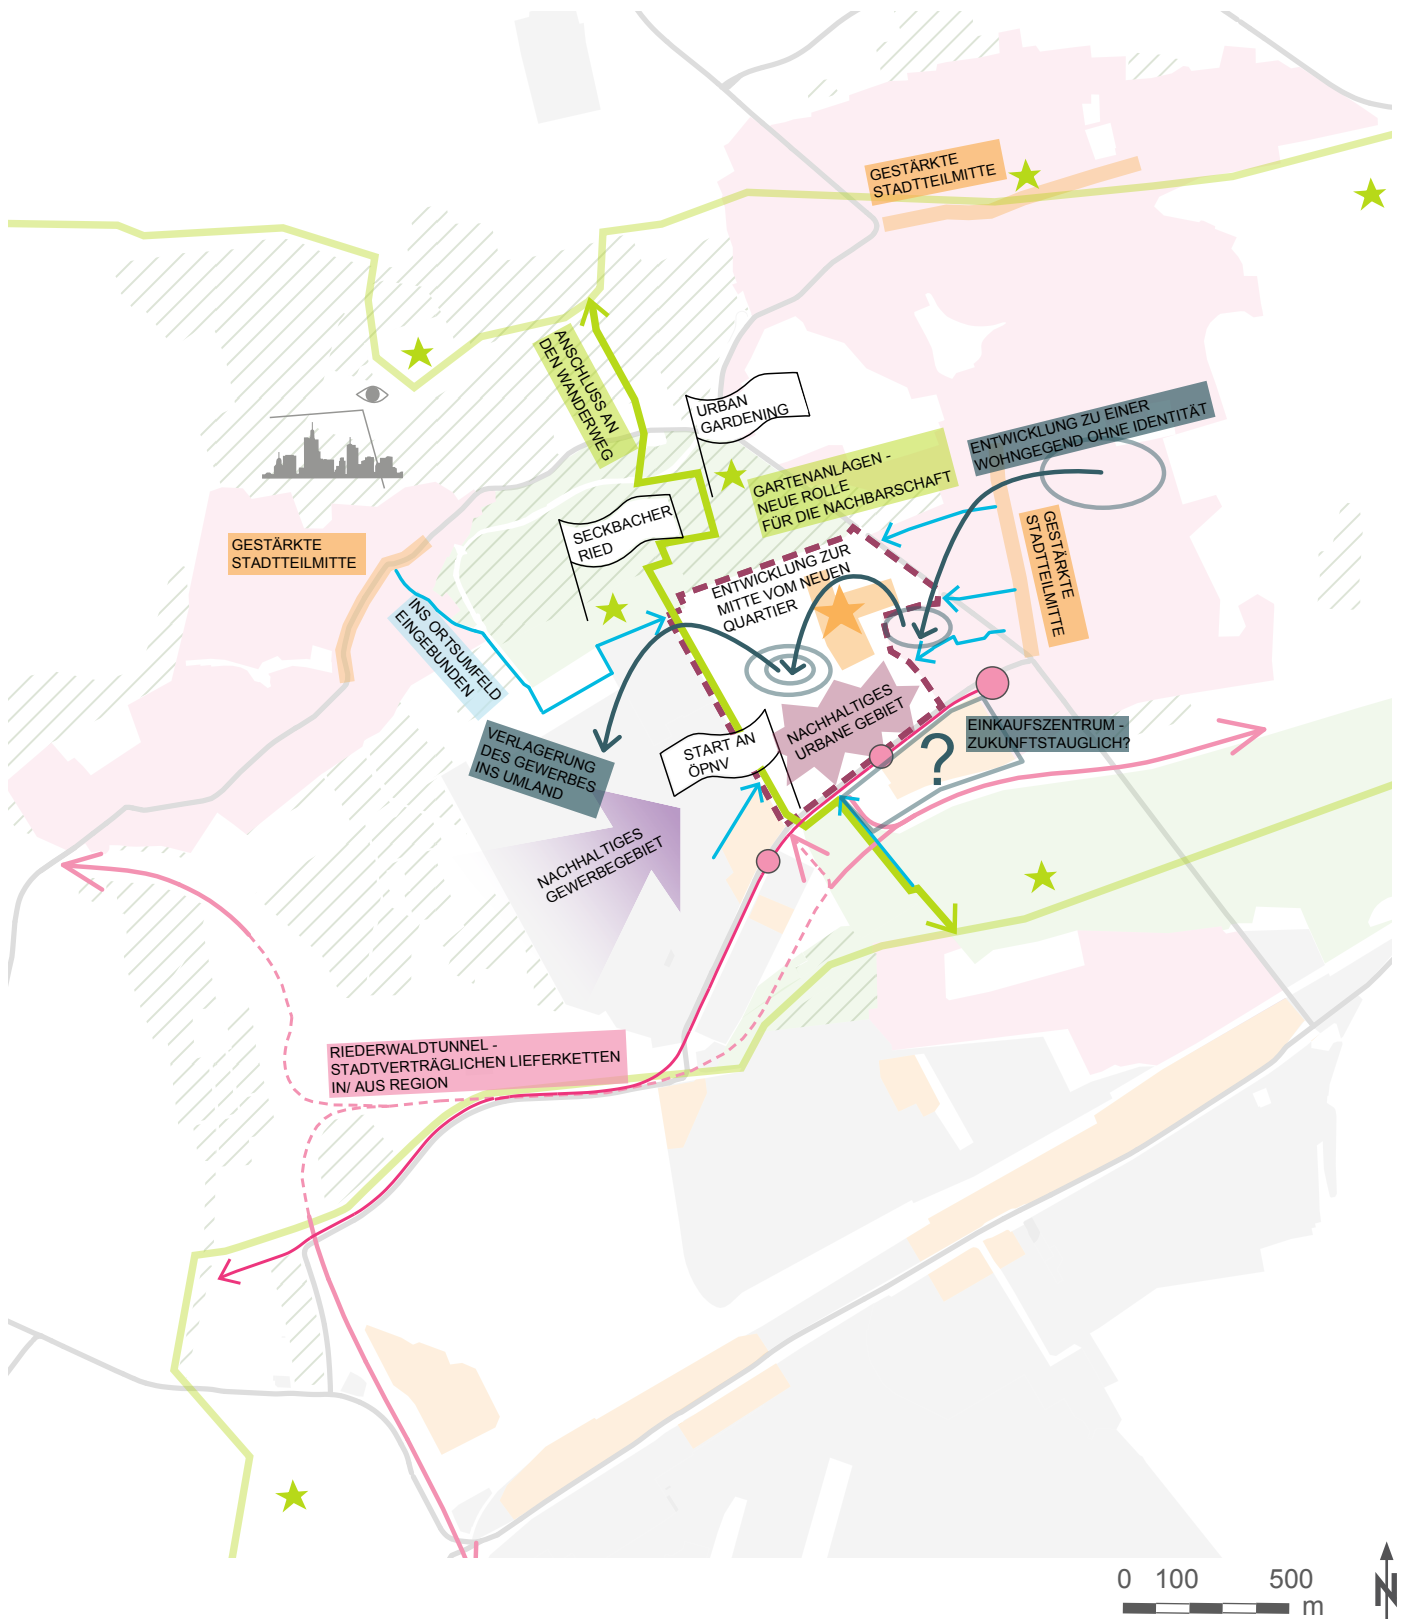 GESTÄRKTE
STADTTEILMITTE
ANSCHLUSS AN
DEN WANDERWEG
URBAN
GARDENING
ENTWICKLUNG ZU EINER
WOHNGEGEND OHNE IDENTITÄT
GARTENANLAGEN -
NEUE ROLLE
FÜR DIE NACHBARSCHAFT
SECKBACHER
RIED
GESTÄRKTE
STADTTEILMITTE
GESTÄRKTE
STADTTEILMITTE
ENTWICKLUNG ZUR
MITTE VOM NEUEN
QUARTIER
INS ORTSUMFELD
EINGEBUNDEN
NACHHALTIGES
URBANE GEBIET
START AN
ÖPNV
EINKAUFSZENTRUM -
ZUKUNFTSTAUGLICH?
?
VERLAGERUNG
DES GEWERBES
INS UMLAND
NACHHALTIGES
GEWERBEGEBIET
RIEDERWALDTUNNEL -
STADTVERTRÄGLICHEN LIEFERKETTEN
IN/ AUS REGION
0 100 500
m
N